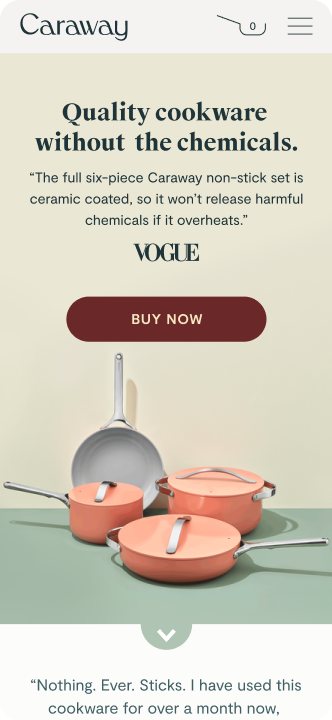 Caraway
0
Quality cookware
without the chemicals.
“The full six-piece Caraway non-stick set is
ceramic coated, so it won’t release harmful
chemicals if it overheats.”
VOGUE
BUY NOW
“Nothing. Ever. Sticks. I have used this
cookware for over a month now,